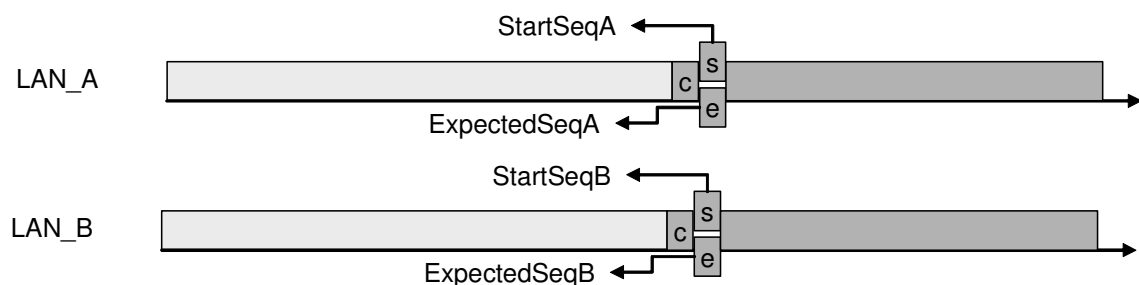 StartSeqA
LAN_A
c
s
e
ExpectedSeqA
StartSeqB
LAN_B
c
s
e
ExpectedSeqB